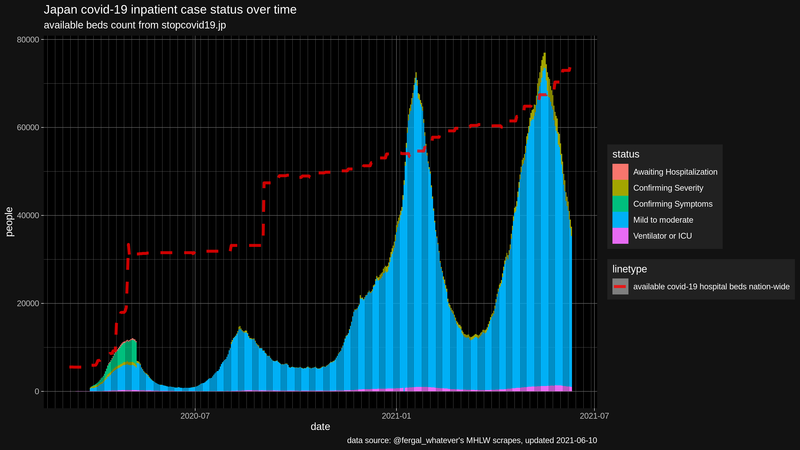 Japan covid-19 inpatient case status over time
available beds count from stopcovid19.jp
80000
60000
40000
20000
0
people
2020-07
2021-01
2021-07
date
status
Awaiting Hospitalization
Confirming Severity
Confirming Symptoms
Mild to moderate
Ventilator or ICU
linetype
available covid-19 hospital beds nation-wide
data source: @fergal_whatever's MHLW scrapes, updated 2021-06-10